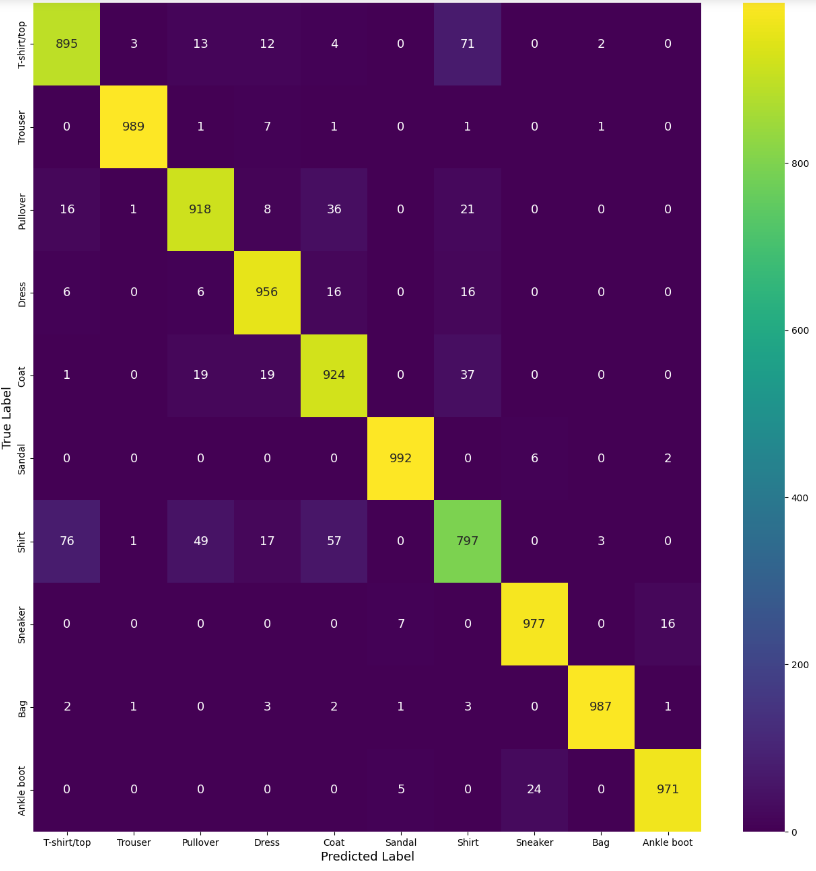 T-shirt/top 895 3 13 12 4 0 71 0 2 0
Trouser 0 989 1 7 1 0 1 0 1 0
800
Pullover 16 1 918 8 36 0 21 0 0 0
Dress 6 0 6 956 16 0 16 0 0 0
600
Coat 1 0 19 19 924 0 37 0 0 0
True Label
Sandal 0 0 0 0 0 992 0 6 0 2
400
Shirt 76 1 49 17 57 0 797 0 3 0
Sneaker 0 0 0 0 0 7 0 977 0 16
200
Bag 2 1 0 3 2 1 3 0 987 1
Ankle boot 0 0 0 0 0 5 0 24 0 971
0
T-shirt/top Trouser Pullover Dress Coat Sandal Shirt Sneaker Bag Ankle boot
Predicted Label